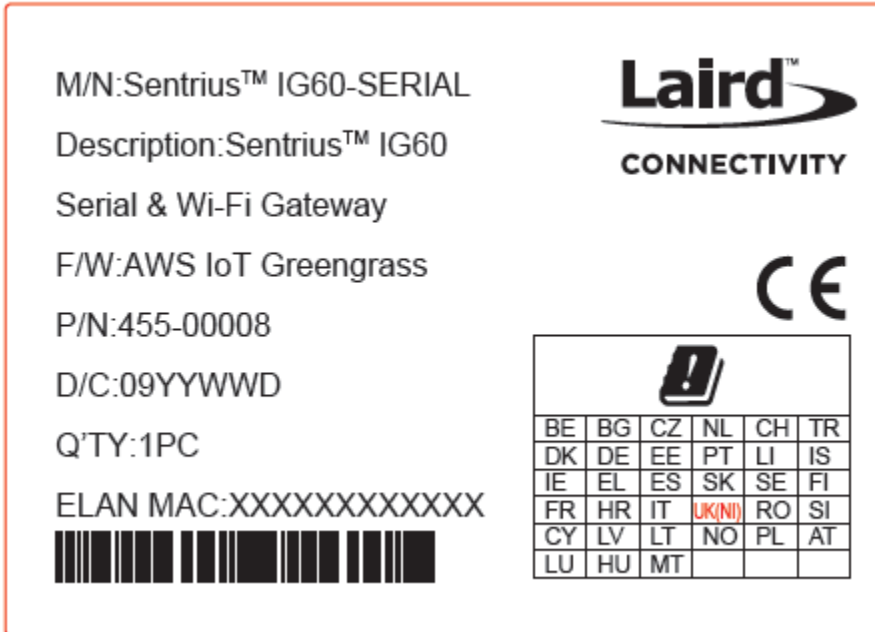 M/N:Sentrius™ IG60-SERIAL
Description:Sentrius™ IG60
Serial & Wi-Fi Gateway
F/W:AWS IoT Greengrass
P/N:455-00008
D/C:09YYWWD
Q'TY:1PC
ELAN MAC:XXXXXXXXXXXX
Laird™
CONNECTIVITY
CE
!
BE BG CZ NL CH TR
DK DE EE PT LI IS
IE EL ES SK SE FI
FR HR IT UK(NI) RO SI
CY LV LT NO PL AT
LU HU MT